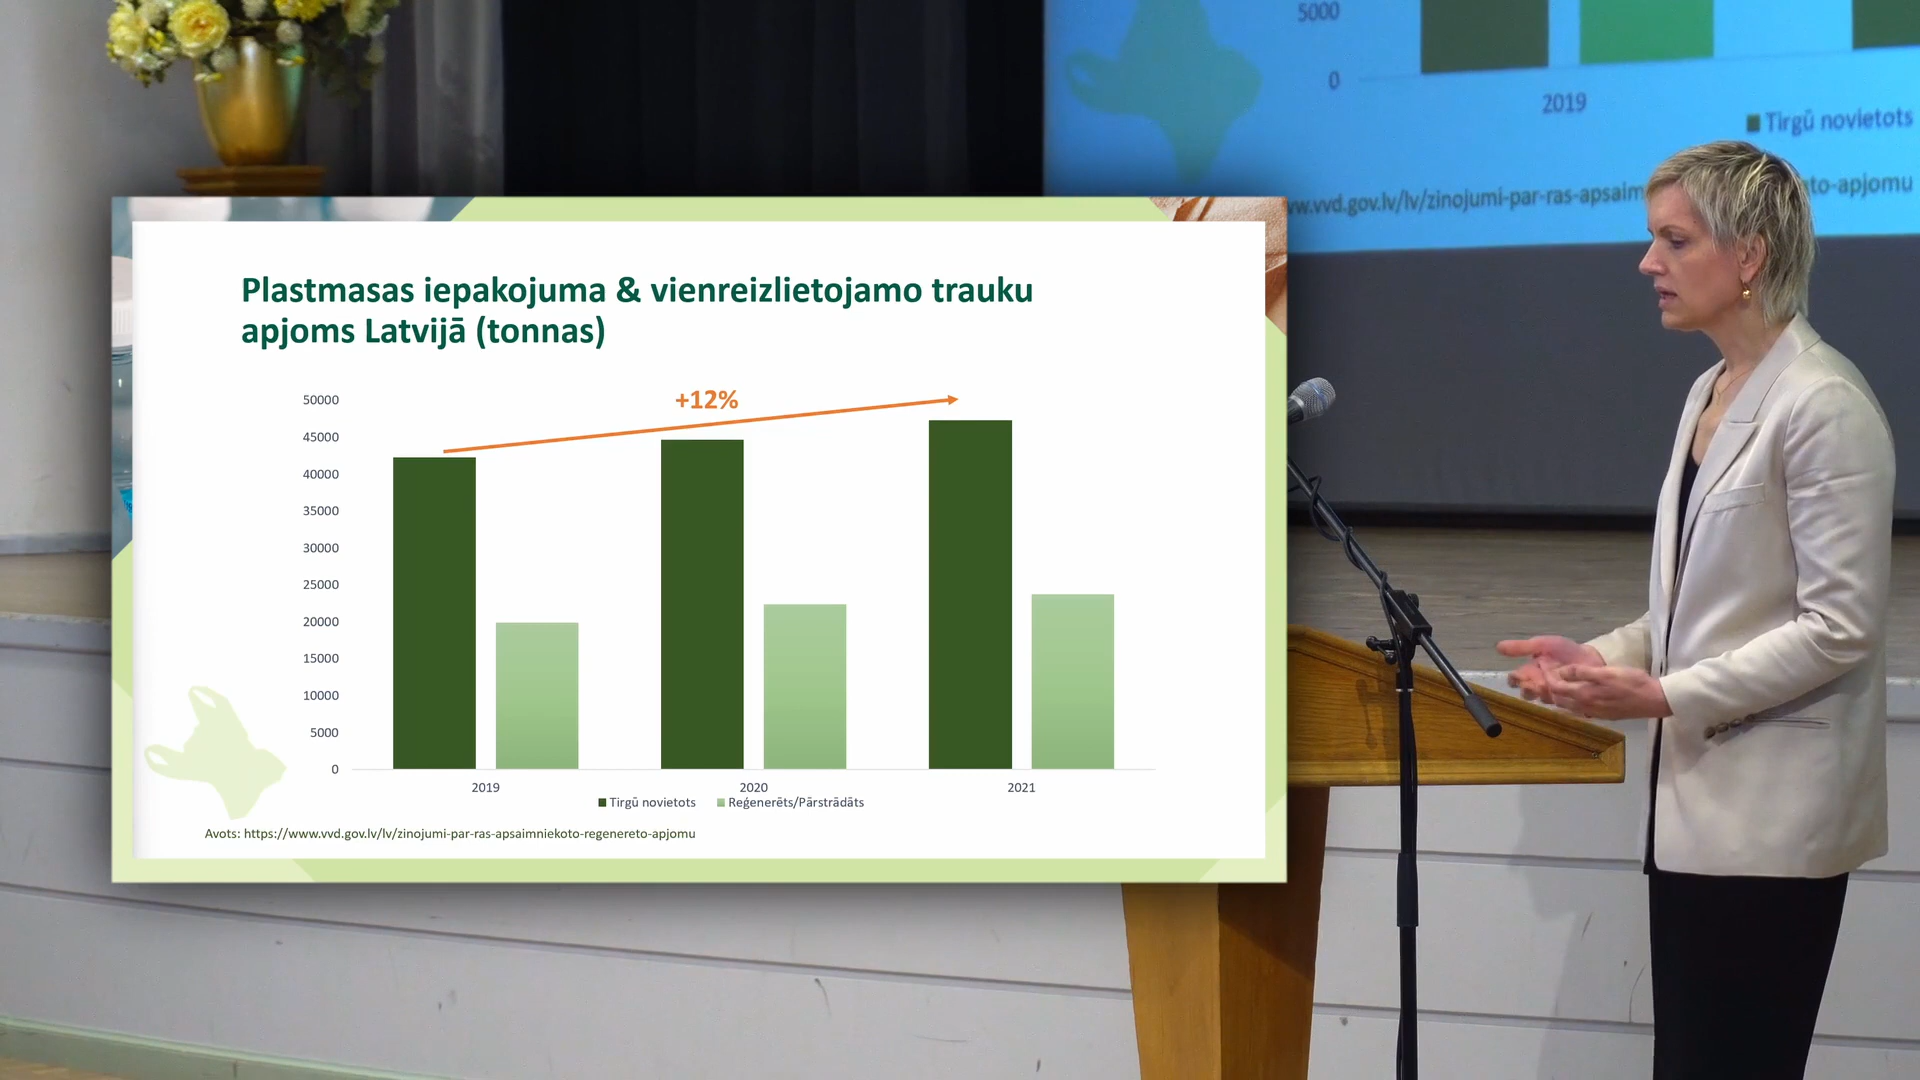 5000
0
2019
Tirgū novietots
vvd.gov.lv/lv/zinojumi-par-ras-apsaim
to-apjomu
Plastmasas iepakojuma & vienreizlietojamo trauku
apjoms Latvijā (tonnas)
+12%
50000
45000
40000
35000
30000
25000
20000
15000
10000
5000
0
2019 2020 2021
Tirgū novietots Reģenerēts/Pārstrādāts
Avots: https://www.vvd.gov.lv/lv/zinojumi-par-ras-apsaimniekoto-regenereto-apjomu